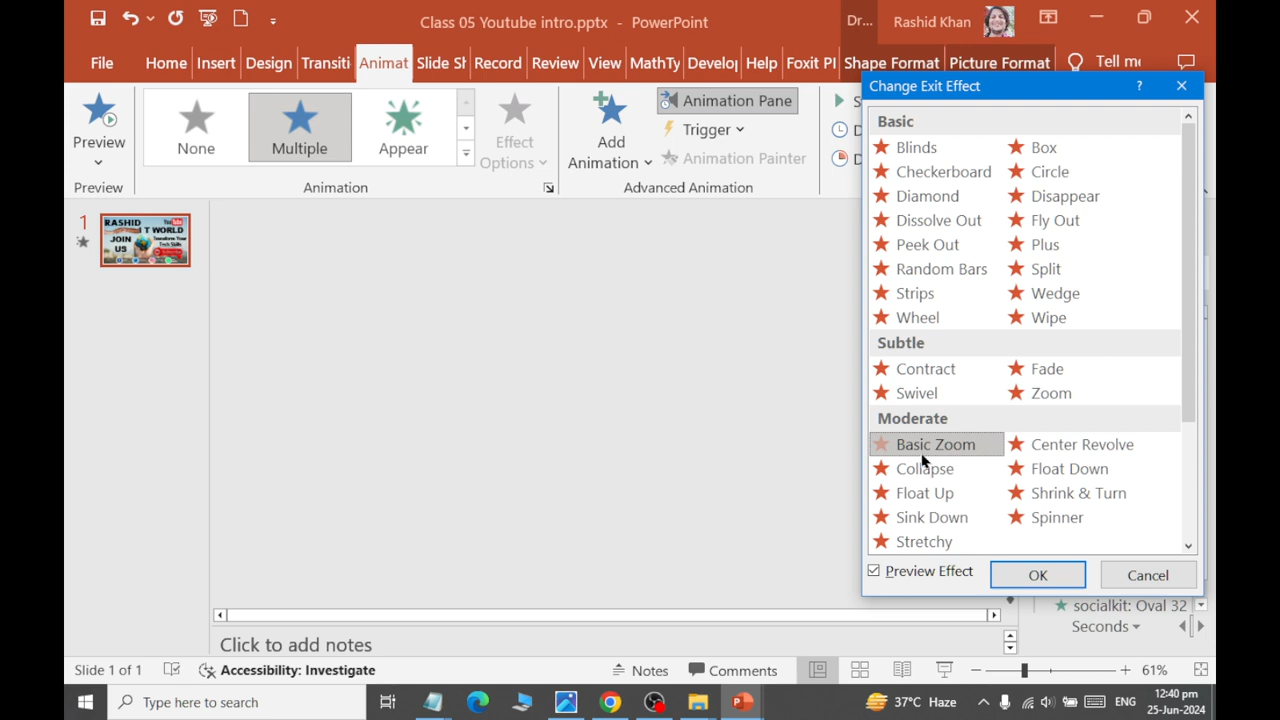 Class 05 Youtube intro.pptx - PowerPoint
Dr...
Rashid Khan
File
Home
Insert
Design
Transiti
Animat
Slide Sh
Record
Review
View
MathTy
Develo
Help
Foxit PI
Shape Format
Picture Format
Tell me
Preview
None
Multiple
Appear
Effect
Options
Add
Animation
Animation Pane
Trigger
Animation Painter
Preview
Animation
Advanced Animation
Change Exit Effect
?
Basic
Blinds
Box
Checkerboard
Circle
Diamond
Disappear
Dissolve Out
Fly Out
Peek Out
Plus
Random Bars
Split
Strips
Wedge
Wheel
Wipe
Subtle
Contract
Fade
Swivel
Zoom
Moderate
Basic Zoom
Center Revolve
Collapse
Float Down
Float Up
Shrink & Turn
Sink Down
Spinner
Stretchy
Preview Effect
OK
Cancel
1
RASHID
IT WORLD
JOIN
US
socialkit: Oval 32
Seconds
Click to add notes
Slide 1 of 1
Accessibility: Investigate
Notes
Comments
61%
Type here to search
37°C Haze
ENG
12:40 pm
25-Jun-2024